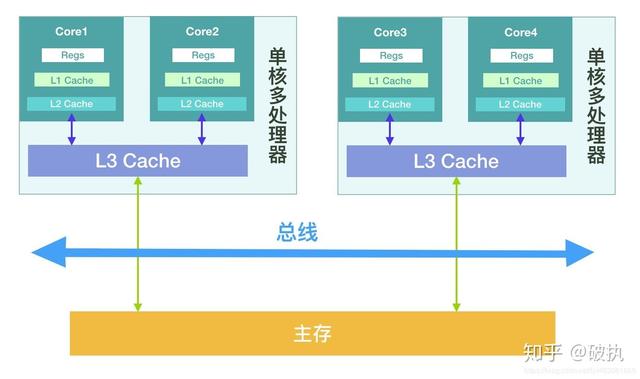 Core1
Regs
L1 Cache
L2 Cache
Core2
Regs
L1 Cache
L2 Cache
单核多处理器
L3 Cache
Core3
Regs
L1 Cache
L2 Cache
Core4
Regs
L1 Cache
L2 Cache
单核多处理器
L3 Cache
总线
主存
知乎 @破执